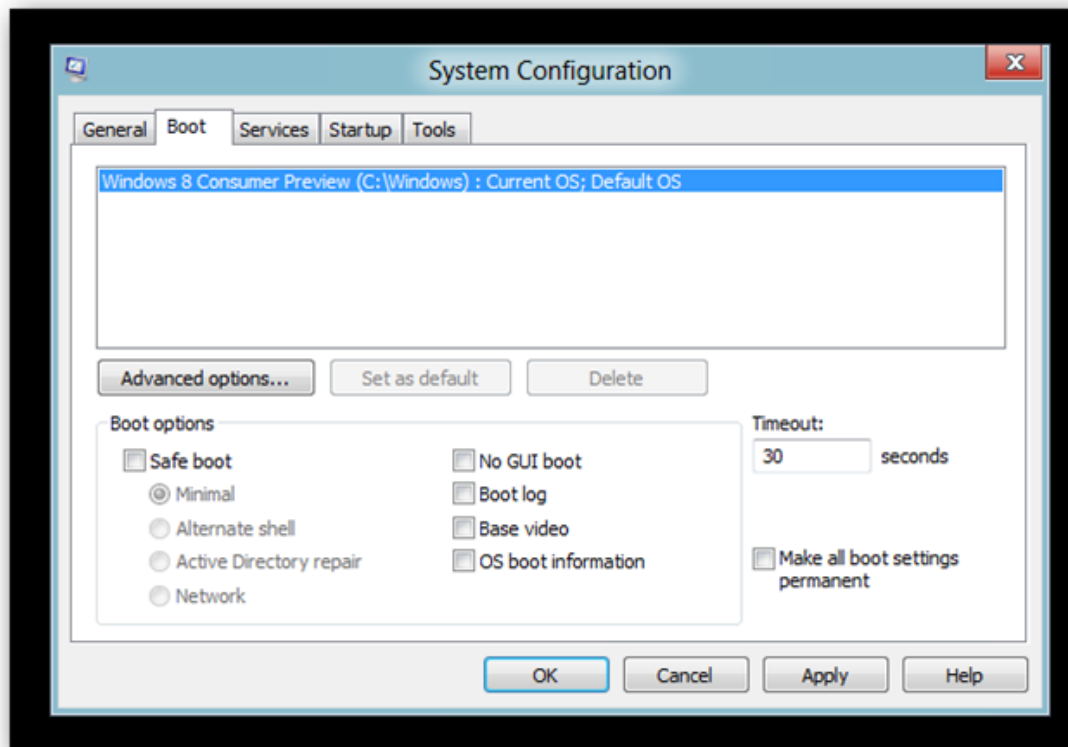 System Configuration
General Boot Services Startup Tools
Windows 8 Consumer Preview (C:\Windows) : Current OS; Default OS
Advanced options... Set as default Delete
Boot options
Timeout:
Safe boot No GUI boot 30 seconds
Minimal Boot log
Alternate shell Base video
Active Directory repair OS boot information Make all boot settings
permanent
Network
OK Cancel Apply Help